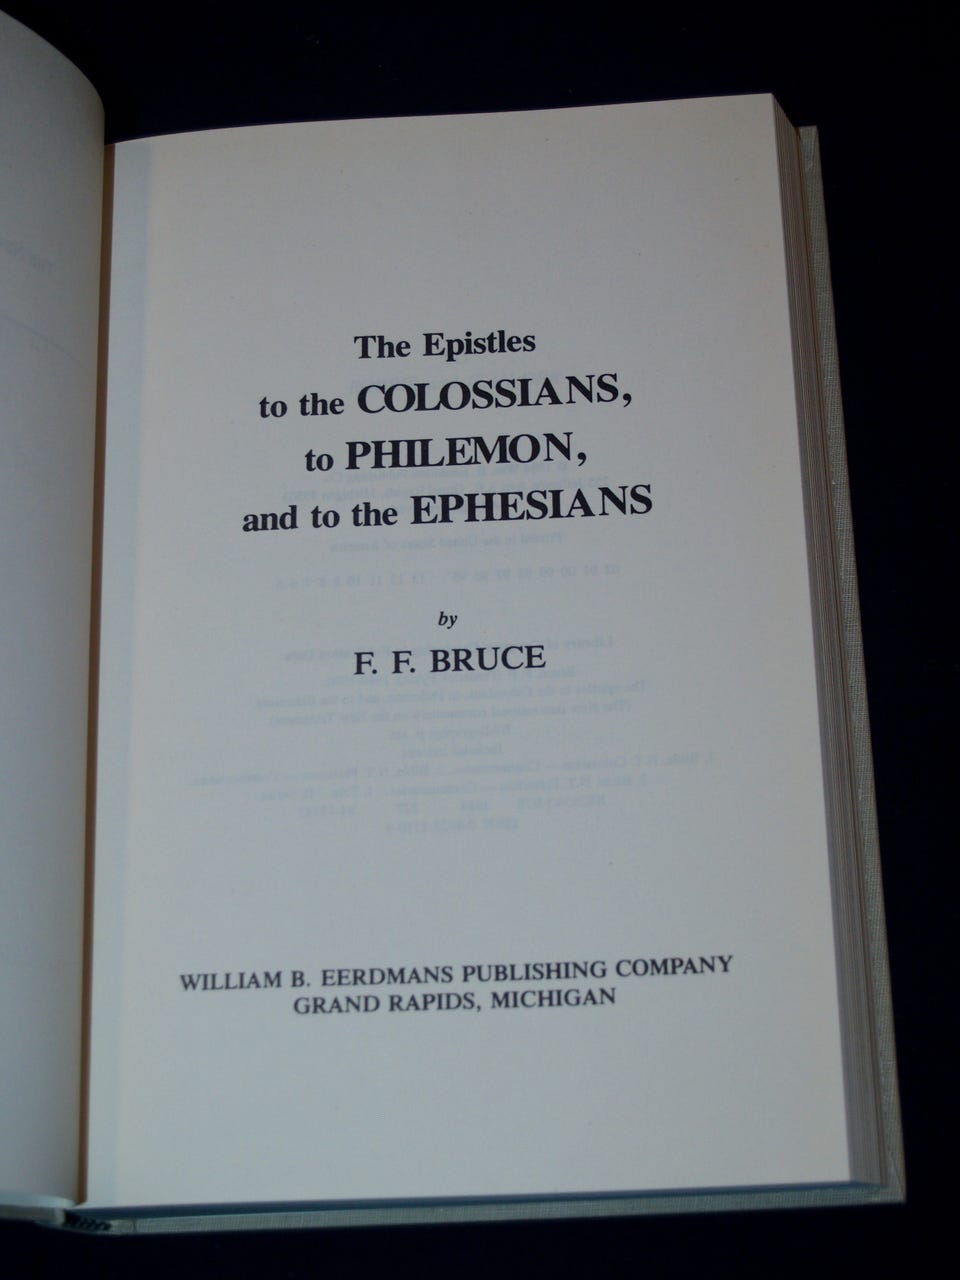 The Epistles
to the COLOSSIANS,
to PHILEMON,
and to the EPHESIANS
by
F. F. BRUCE
WILLIAM B. EERDMANS PUBLISHING COMPANY
GRAND RAPIDS, MICHIGAN